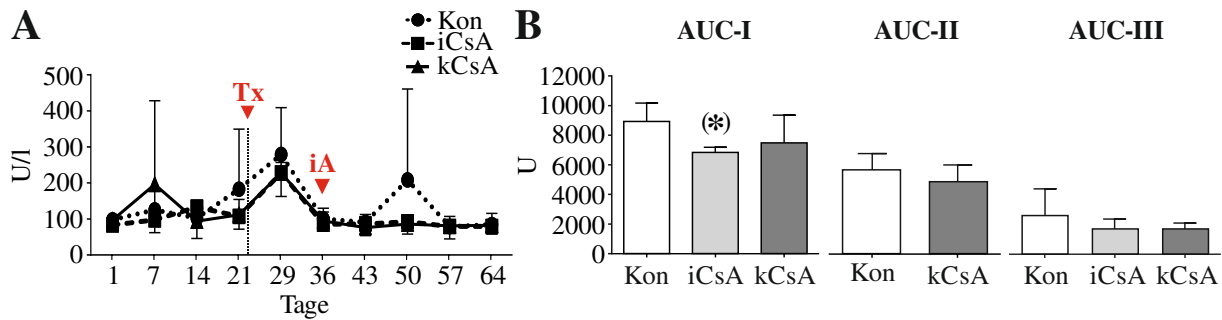 A
Kon
iCsA
kCsA
U/l
500
400
300
200
100
0
Tx
iA
1 7 14 21 29 36 43 50 57 64
Tage
B
AUC-I AUC-II AUC-III
U
12000
10000
8000
6000
4000
2000
0
(*)
Kon iCsA kCsA Kon kCsA Kon iCsA kCsA